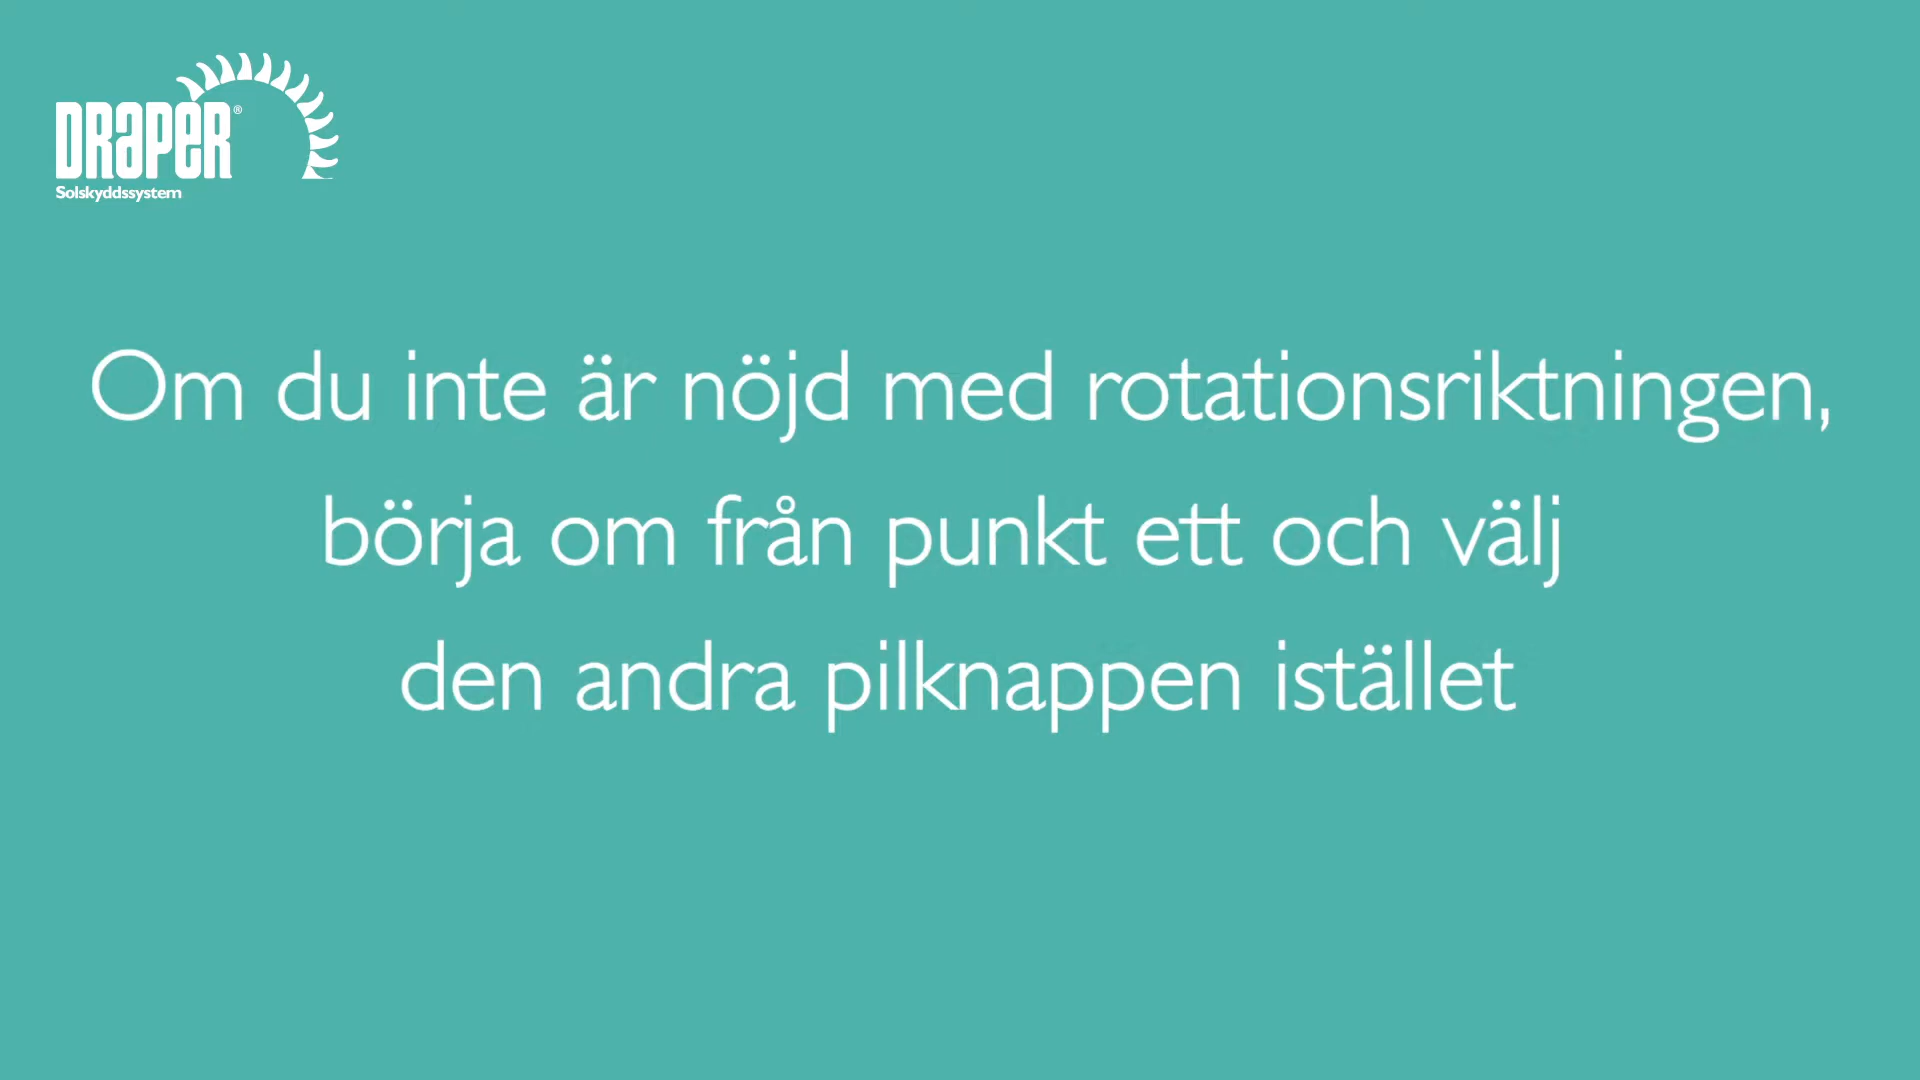 DRAPER®
Solskyddssystem
Om du inte är nöjd med rotationsriktningen,
börja om från punkt ett och välj
den andra pilknappen istället